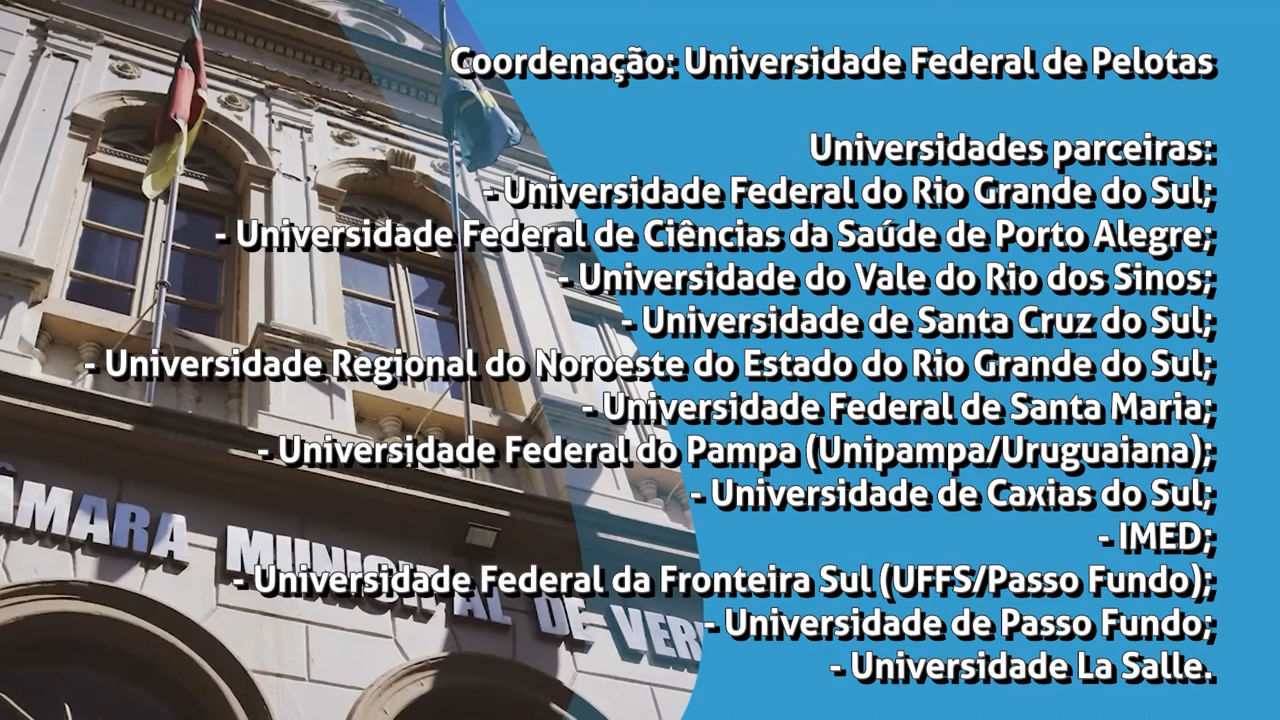 Coordenação: Universidade Federal de Pelotas
Universidades parceiras:
- Universidade Federal do Rio Grande do Sul;
- Universidade Federal de Ciências da Saúde de Porto Alegre;
- Universidade do Vale do Rio dos Sinos;
- Universidade de Santa Cruz do Sul;
- Universidade Regional do Noroeste do Estado do Rio Grande do Sul;
- Universidade Federal de Santa Maria;
- Universidade Federal do Pampa (Unipampa/Uruguaiana);
- Universidade de Caxias do Sul;
- IMED;
- Universidade Federal da Fronteira Sul (UFFS/Passo Fundo);
- Universidade de Passo Fundo;
- Universidade La Salle.
CÂMARA MUNICIPAL DE